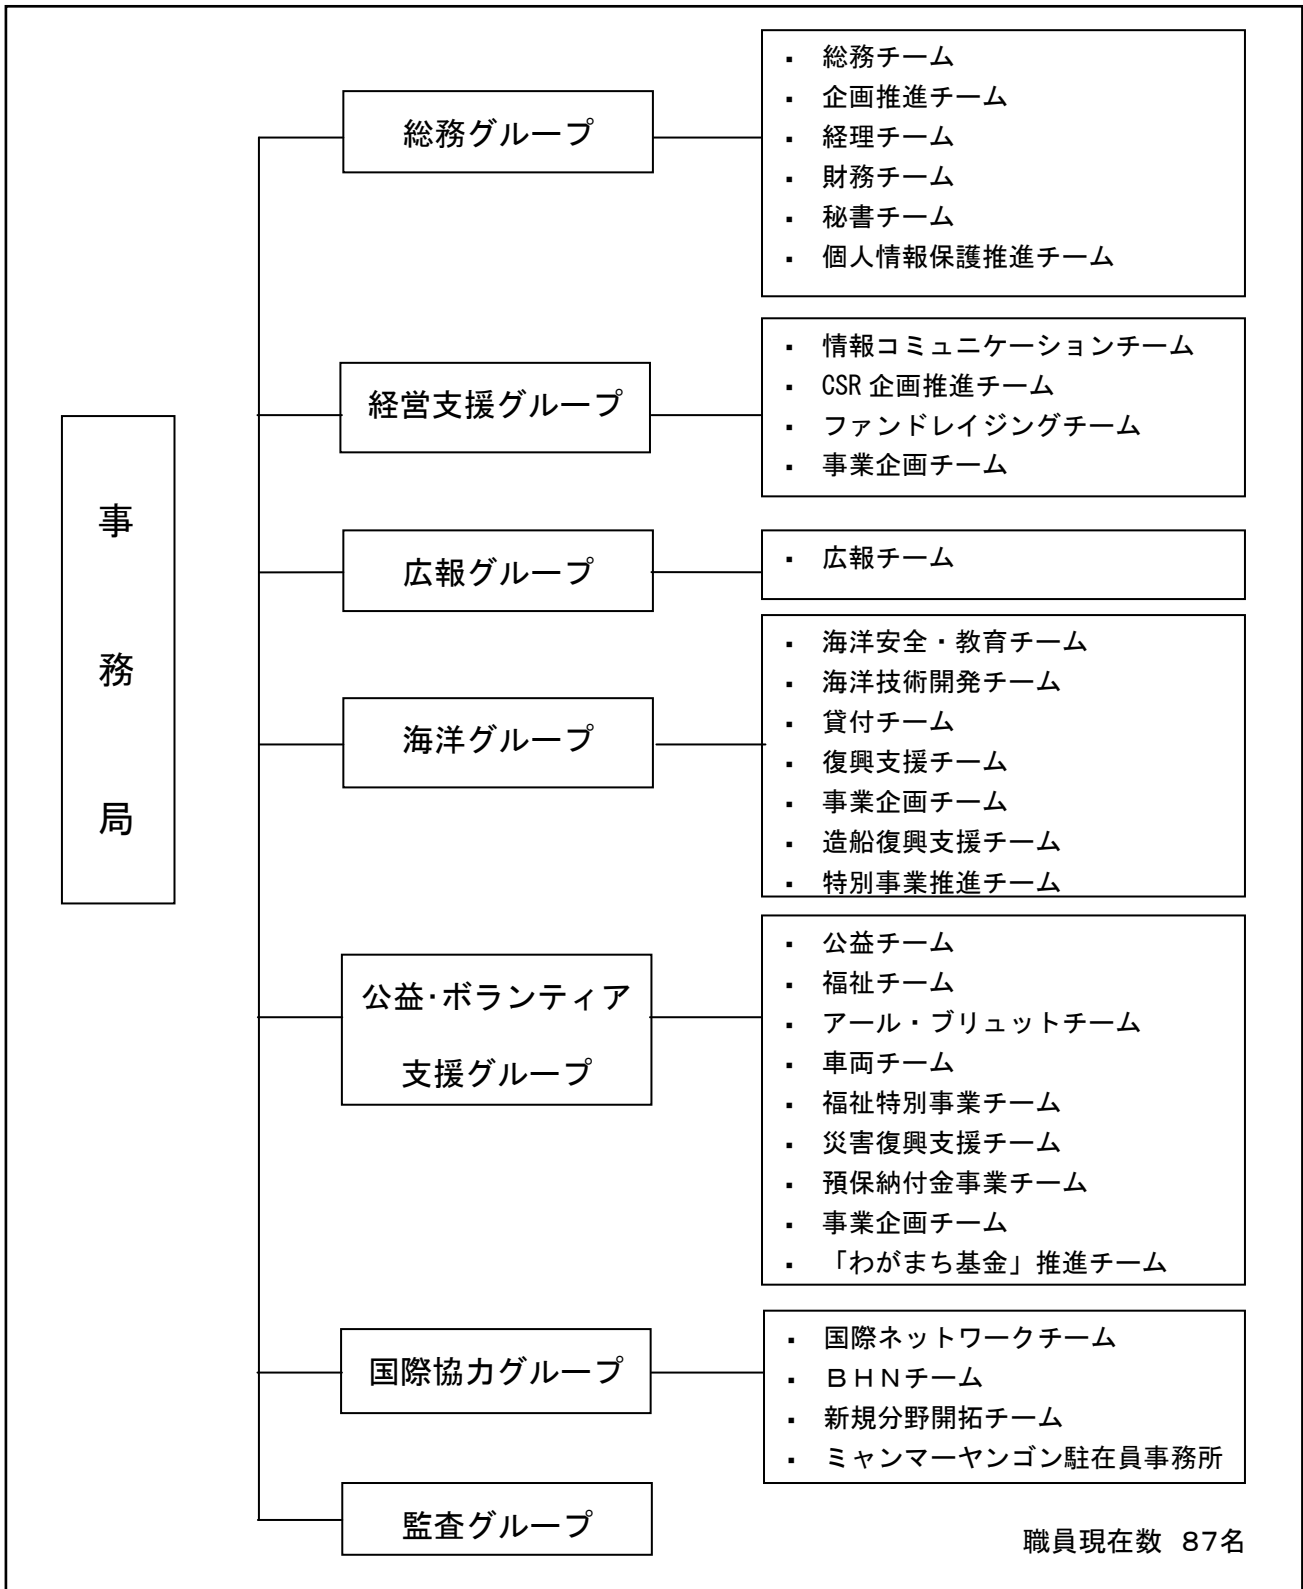 事
務
局
総務グループ
▪ 総務チーム
▪ 企画推進チーム
▪ 経理チーム
▪ 財務チーム
▪ 秘書チーム
▪ 個人情報保護推進チーム
経営支援グループ
▪ 情報コミュニケーションチーム
▪ CSR 企画推進チーム
▪ ファンドレイジングチーム
▪ 事業企画チーム
広報グループ
▪ 広報チーム
海洋グループ
▪ 海洋安全・教育チーム
▪ 海洋技術開発チーム
▪ 貸付チーム
▪ 復興支援チーム
▪ 事業企画チーム
▪ 造船復興支援チーム
▪ 特別事業推進チーム
公益・ボランティア
支援グループ
▪ 公益チーム
▪ 福祉チーム
▪ アール・ブリュットチーム
▪ 車両チーム
▪ 福祉特別事業チーム
▪ 災害復興支援チーム
▪ 預保納付金事業チーム
▪ 事業企画チーム
▪ 「わがまち基金」推進チーム
国際協力グループ
▪ 国際ネットワークチーム
▪ ＢＨＮチーム
▪ 新規分野開拓チーム
▪ ミャンマーヤンゴン駐在員事務所
監査グループ
職員現在数 ８７名